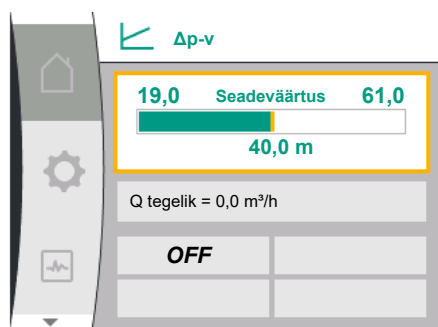 Δp-v
19,0 Seadeväärtus 61,0
40,0 m
Q tegelik = 0,0 m³/h
OFF